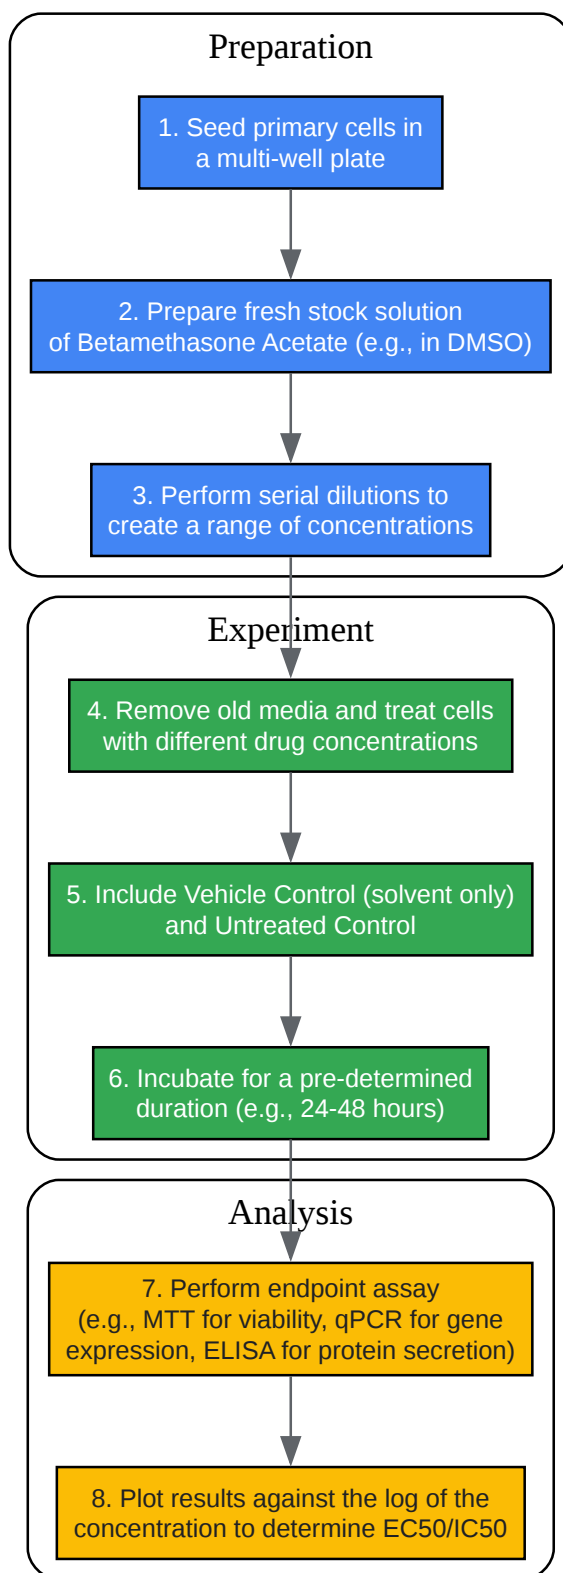 Preparation
1. Seed primary cells in
a multi-well plate
2. Prepare fresh stock solution
of Betamethasone Acetate (e.g., in DMSO)
3. Perform serial dilutions to
create a range of concentrations
Experiment
4. Remove old media and treat cells
with different drug concentrations
5. Include Vehicle Control (solvent only)
and Untreated Control
6. Incubate for a pre-determined
duration (e.g., 24-48 hours)
Analysis
7. Perform endpoint assay
(e.g., MTT for viability, qPCR for gene
expression, ELISA for protein secretion)
8. Plot results against the log of the
concentration to determine EC50/IC50